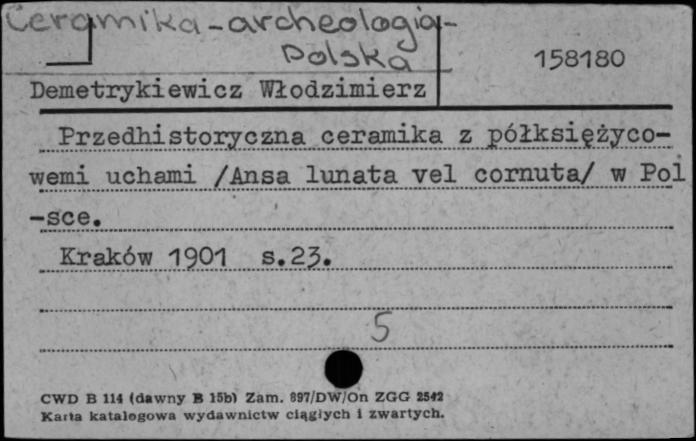 Ceramika-archeologia-
Polska
158180
Demetrykiewicz Włodzimierz
Przedhistoryczna ceramika z półksiężyco-
wemi uchami /Ansa lunata vel cornuta/ w Pol
-sce.
Kraków 1901 s.23.
5
CWD B 114 (dawny B 15b) Zam. 897/DW/On ZGG 2542
Karta katalogowa wydawnictw ciągłych i zwartych.